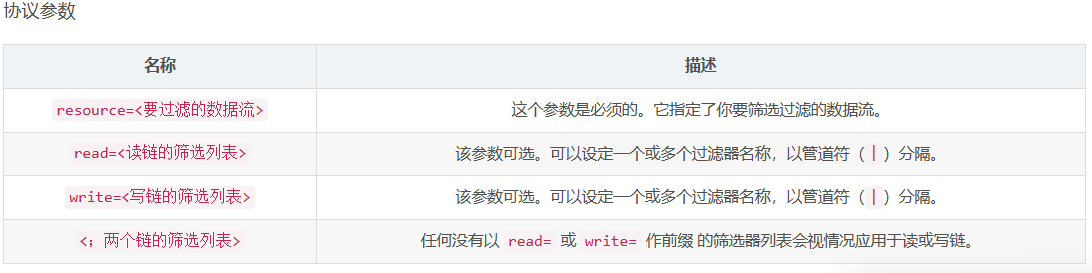 协议参数
名称 描述
resource=<要过滤的数据流> 这个参数是必须的。它指定了你要筛选过滤的数据流。
read=<读链的筛选列表> 该参数可选。可以设定一个或多个过滤器名称，以管道符（|）分隔。
write=<写链的筛选列表> 该参数可选。可以设定一个或多个过滤器名称，以管道符（|）分隔。
<；两个链的筛选列表> 任何没有以 read= 或 write= 作前缀 的筛选器列表会视情况应用于读或写链。